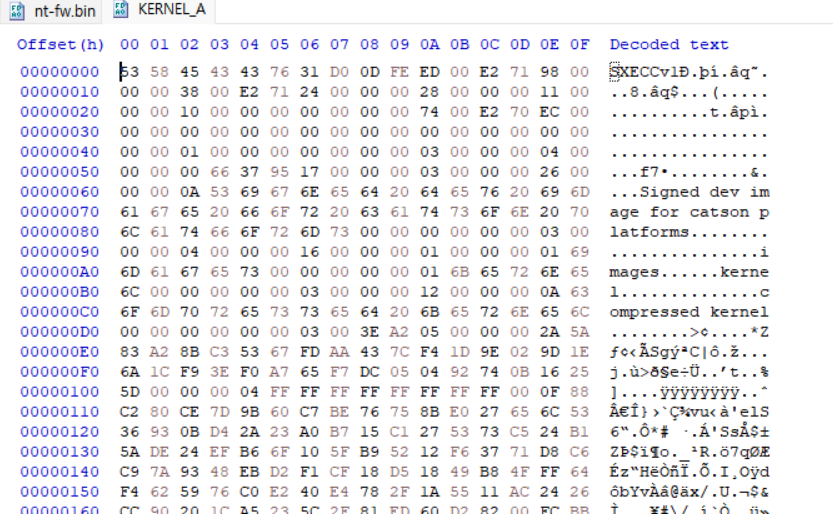 nt-fw.bin KERNEL_A
Offset(h) 00 01 02 03 04 05 06 07 08 09 0A 0B 0C 0D 0E 0F Decoded text
00000000 53 58 45 43 43 76 31 D0 0D FE ED 00 E2 71 98 00 SXECCv1Ð.þí.âq˜.
00000010 00 00 38 00 E2 71 24 00 00 00 28 00 00 00 11 00 ..8.âq$...(.....
00000020 00 00 10 00 00 00 00 00 00 00 74 00 E2 70 EC 00 ..........t.âpì.
00000030 00 00 00 00 00 00 00 00 00 00 00 00 00 00 00 00 ................
00000040 00 00 01 00 00 00 00 00 00 00 03 00 00 00 04 00 ................
00000050 00 00 00 66 37 95 17 00 00 00 03 00 00 00 26 00 ...f7•........&.
00000060 00 00 0A 53 69 67 6E 65 64 20 64 65 76 20 69 6D ...Signed dev im
00000070 61 67 65 20 66 6F 72 20 63 61 74 73 6F 6E 20 70 age for catson p
00000080 6C 61 74 66 6F 72 6D 73 00 00 00 00 00 00 03 00 latforms........
00000090 00 00 04 00 00 00 16 00 00 00 01 00 00 00 01 69 ...............i
000000A0 6D 61 67 65 73 00 00 00 00 00 01 6B 65 72 6E 65 mages......kerne
000000B0 6C 00 00 00 00 00 03 00 00 00 12 00 00 00 0A 63 l..............c
000000C0 6F 6D 70 72 65 73 73 65 64 20 6B 65 72 6E 65 6C ompressed kernel
000000D0 00 00 00 00 00 00 03 00 3E A2 05 00 00 00 2A 5A ........>¢....*Z
000000E0 83 A2 8B C3 53 67 FD AA 43 7C F4 1D 9E 02 9D 1E ƒ¢‹ÃSgýªC|ô.ž...
000000F0 6A 1C F9 3E F0 A7 65 F7 DC 05 04 92 74 0B 16 25 j.ù>ð§e÷Ü..’t..%
00000100 5D 00 00 00 04 FF FF FF FF FF FF FF FF 00 0F 88 ]....ÿÿÿÿÿÿÿÿ..ˆ
00000110 C2 80 CE 7D 9B 60 C7 BE 76 75 8B E0 27 65 6C 53 Â€Î}›`Ç¾vu‹à'elS
00000120 36 93 0B D4 2A 23 A0 B7 15 C1 27 53 73 C5 24 B1 6“.Ô*# ·.Á'SsÅ$±
00000130 5A DE 24 EF B6 6F 10 5F B9 52 12 F6 37 71 D8 C6 ZÞ$ï¶o._¹R.ö7qØÆ
00000140 C9 7A 93 48 EB D2 F1 CF 18 D5 18 49 B8 4F FF 64 Éz“HëÒñÏ.Õ.I¸Oÿd
00000150 F4 62 59 76 C0 E2 40 E4 78 2F 1A 55 11 AC 24 26 ôbYvÀâ@äx/.U.¬$&
00000160 CC 90 20 1C A5 23 5C 2F 81 ED 60 D2 82 00 FC BB